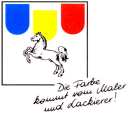 Die Farbe
kommt vom Maler
und Lackierer!